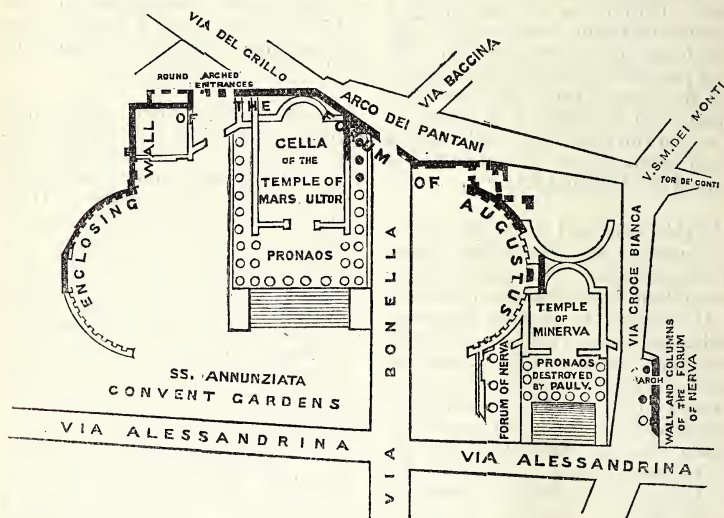 VIA DEL GRILLO
VIA BACCINA
ROUND ARCHED
ENTRANCES
ARCO DEI PANTANI
V.S.M. DEI MONTI
TOR DE' CONTI
ENCLOSING WALL
THE FORUM OF AUGUSTUS
CELLA
OF THE
TEMPLE OF
MARS. ULTOR
PRONAOS
VIA BONELLA
VIA CROCE BIANCA
TEMPLE
OF
MINERVA
PRONAOS
DESTROYED
BY PAUL V.
FORUM OF NERVA
ARCH
WALL AND COLUMNS
OF THE FORUM
OF NERVA
SS. ANNUNZIATA
CONVENT GARDENS
VIA ALESSANDRINA
VIA ALESSANDRINA